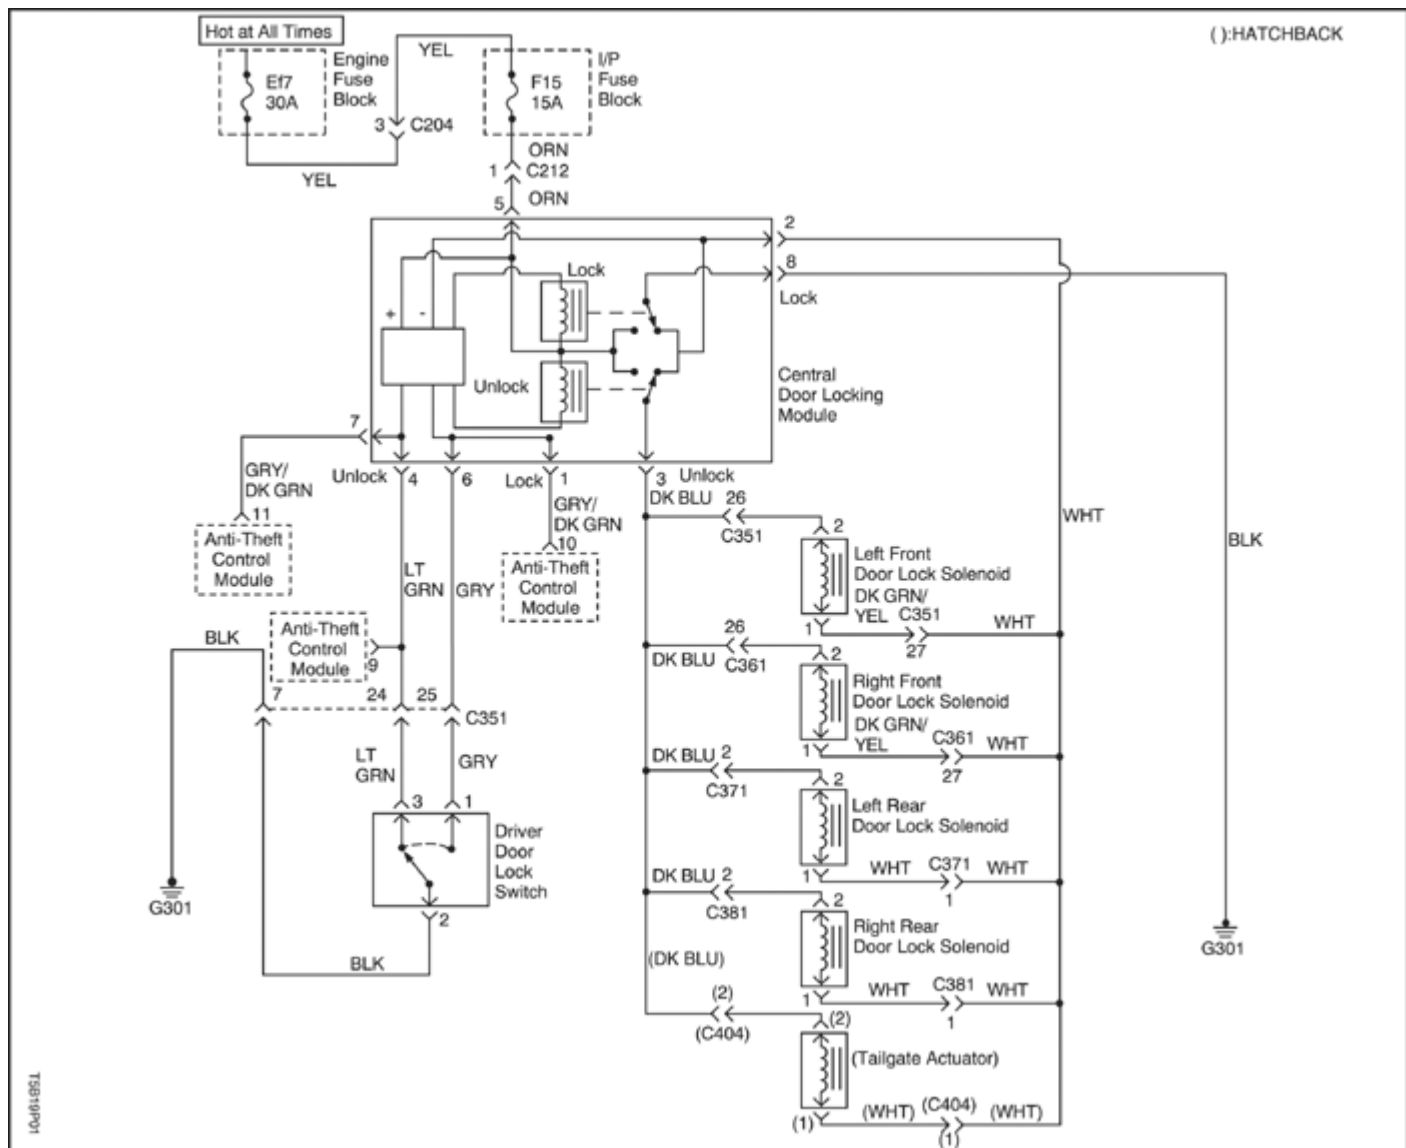 Hot at All Times
( ):HATCHBACK
Ef7
30A
Engine
Fuse
Block
YEL
3
C204
YEL
F15
15A
I/P
Fuse
Block
ORN
1
C212
5
ORN
2
8
Lock
Lock
+
-
Unlock
Central
Door Locking
Module
7
Unlock
4
6
Lock
1
3
Unlock
GRY/
DK GRN
11
Anti-Theft
Control
Module
GRY/
DK GRN
10
Anti-Theft
Control
Module
LT
GRN
GRY
BLK
Anti-Theft
Control
Module
9
7
24
25
C351
LT
GRN
GRY
3
1
Driver
Door
Lock
Switch
2
BLK
G301
DK BLU
26
C351
2
Left Front
Door Lock Solenoid
DK GRN/
YEL
C351
1
27
WHT
WHT
BLK
26
DK BLU
C361
2
Right Front
Door Lock Solenoid
DK GRN/
YEL
C361
1
27
WHT
DK BLU
2
C371
2
Left Rear
Door Lock Solenoid
1
WHT
C371
1
WHT
DK BLU
2
C381
2
Right Rear
Door Lock Solenoid
1
WHT
C381
1
WHT
G301
(DK BLU)
(2)
(C404)
(2)
(Tailgate Actuator)
(1)
(WHT)
(C404)
(1)
(WHT)
T5B19P01